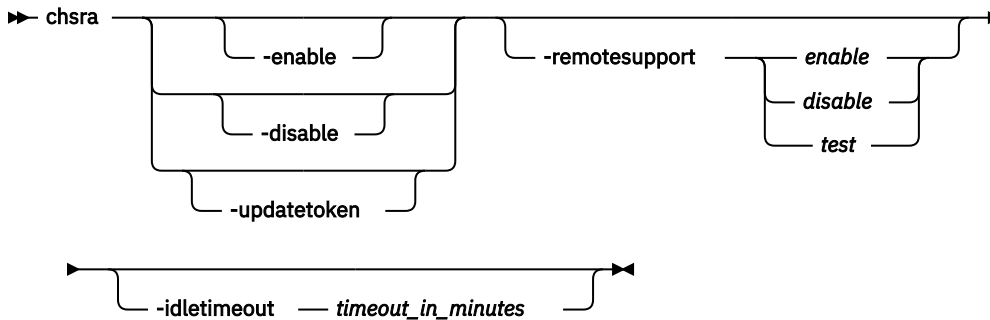 chsra
-enable
-disable
-updatetoken
-remotesupport
enable
disable
test
-idletimeout timeout_in_minutes